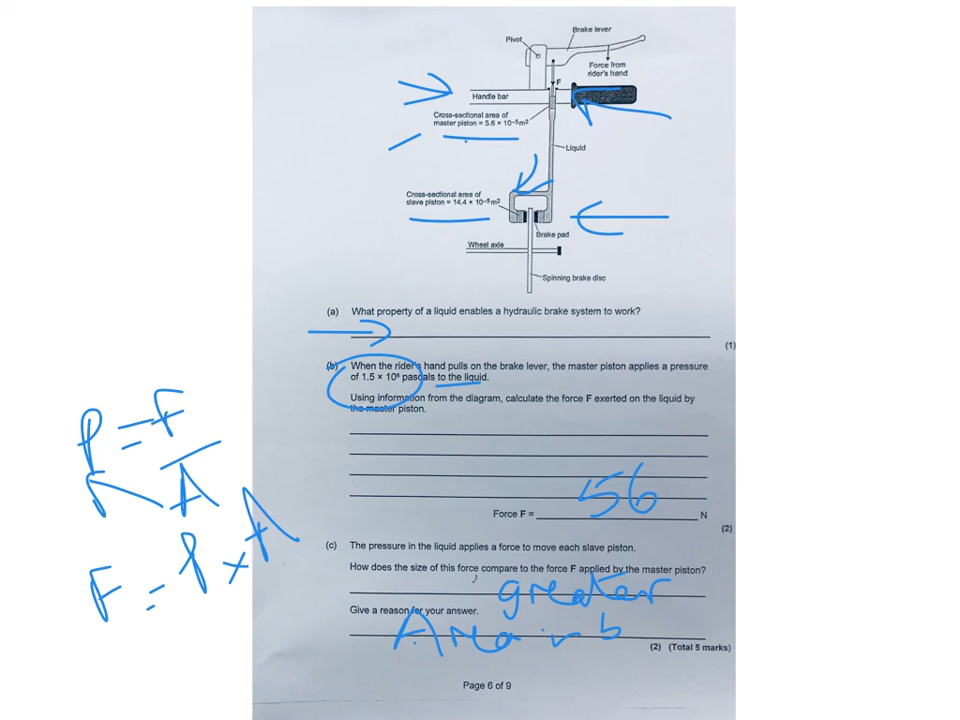 Brake lever
Pivot
Force from
rider's hand
F
Handle bar
Cross-sectional area of
master piston = 5.6 × 10⁻⁵m²
Liquid
Cross-sectional area of
slave piston = 14.4 × 10⁻⁵m²
Brake pad
Wheel axle
Spinning brake disc
(a) What property of a liquid enables a hydraulic brake system to work?
(1)
(b) When the rider's hand pulls on the brake lever, the master piston applies a pressure
of 1.5 × 10⁶ pascals to the liquid.
Using information from the diagram, calculate the force F exerted on the liquid by
the master piston.
P = F
A
F = P × A
56
Force F = N
(2)
(c) The pressure in the liquid applies a force to move each slave piston.
How does the size of this force compare to the force F applied by the master piston?
greater
Give a reason for your answer.
Area is b
(2) (Total 5 marks)
Page 6 of 9